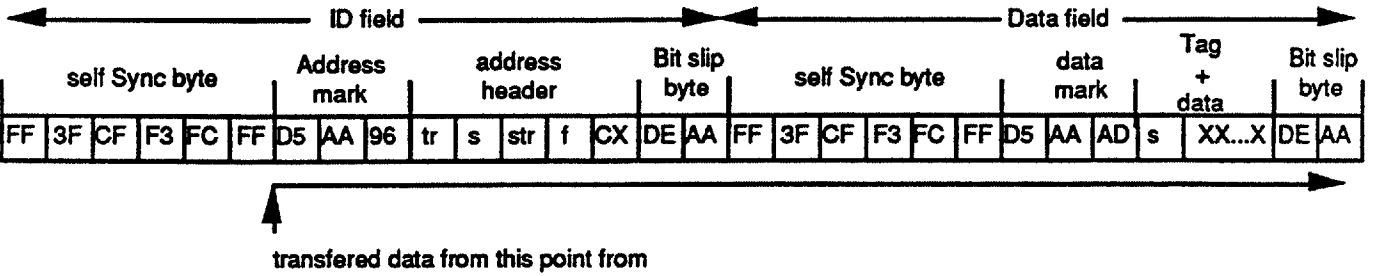 ID field Data field
self Sync byte Address mark address header Bit slip byte self Sync byte data mark Tag + data Bit slip byte
FF 3F CF F3 FC FF D5 AA 96 tr s str f CX DE AA FF 3F CF F3 FC FF D5 AA AD s XX...X DE AA
transfered data from this point from